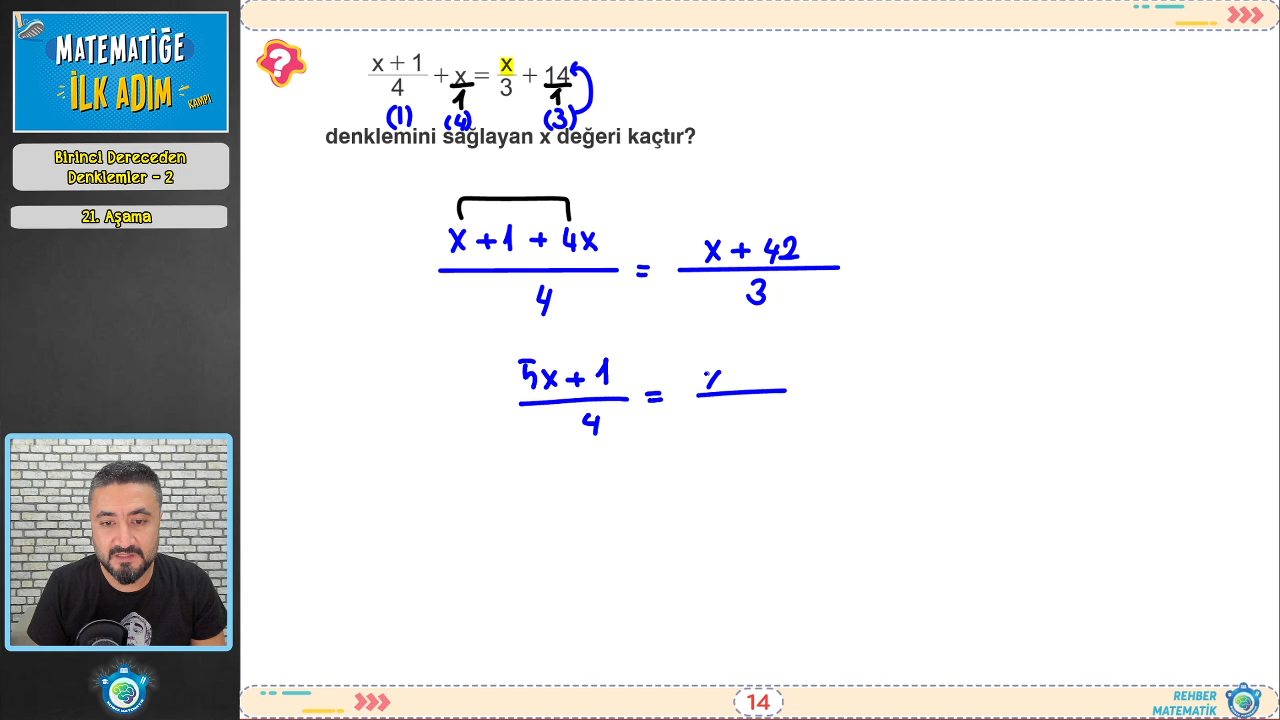 MATEMATİĞE
İLK ADIM
KAMPI
Birinci Dereceden
Denklemler - 2
21. Aşama
?
x + 1 / 4 + x / 1 = x / 3 + 14 / 1
(1) (4) (3)
denklemini sağlayan x değeri kaçtır?
x + 1 + 4x / 4 = x + 42 / 3
5x + 1 / 4 = x
14
REHBER
MATEMATİK